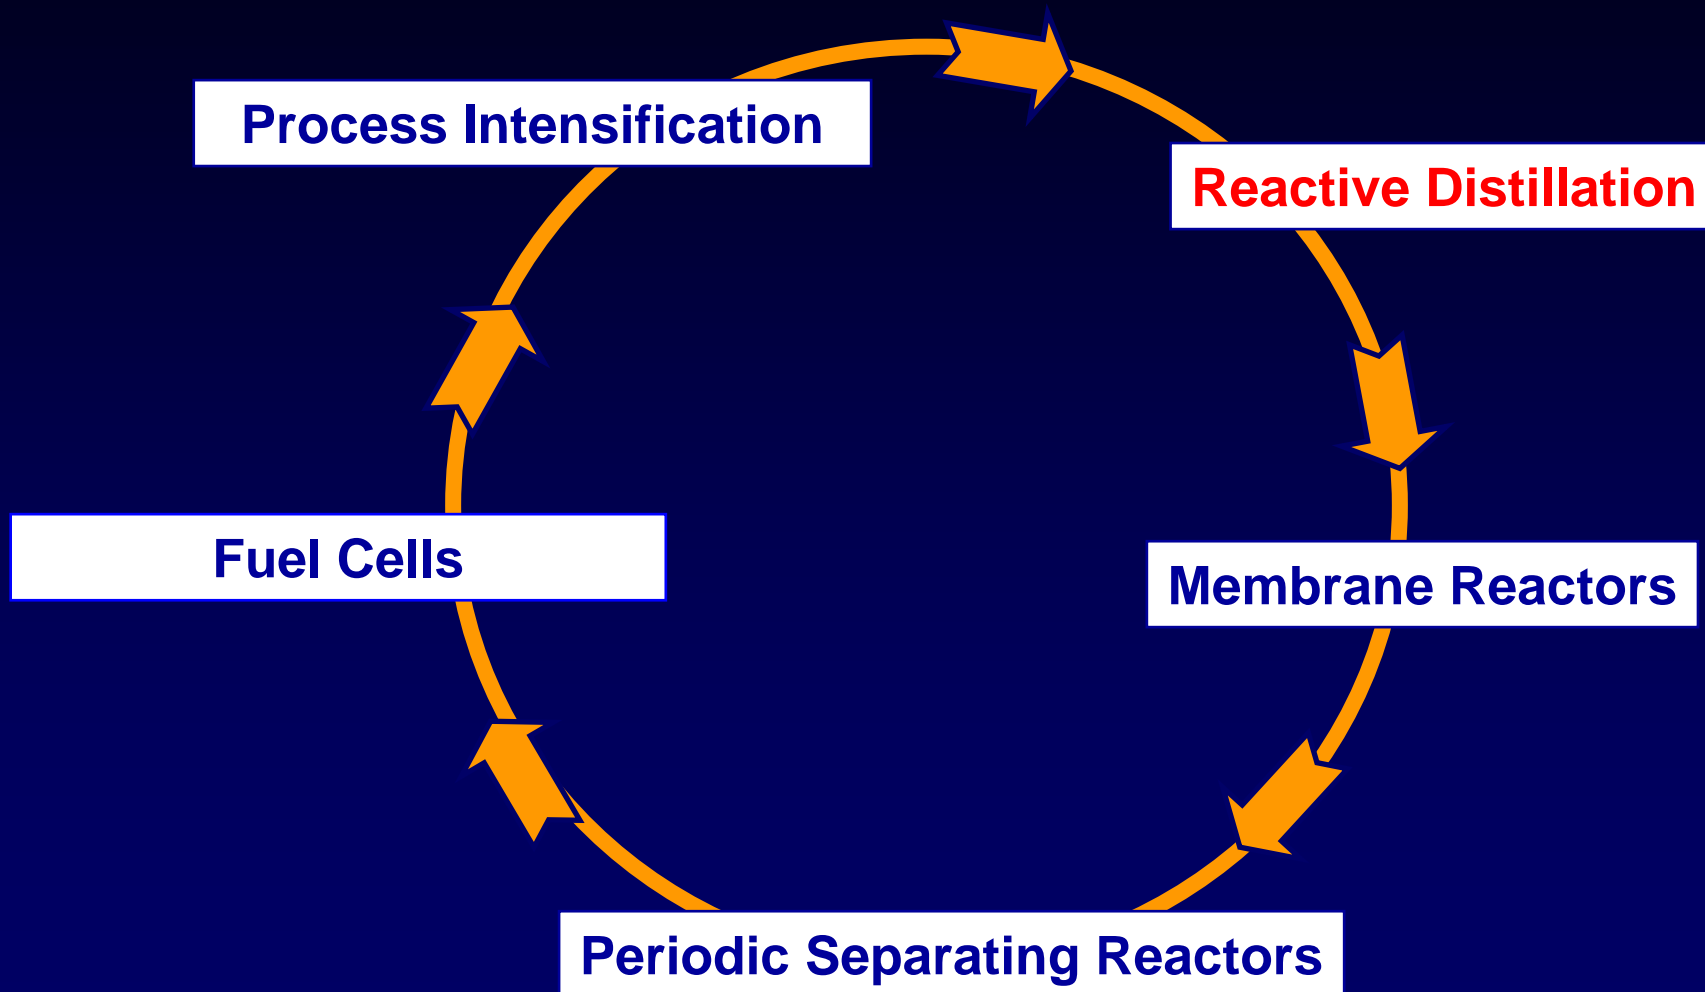 Process Intensification
Reactive Distillation
Fuel Cells
Membrane Reactors
Periodic Separating Reactors